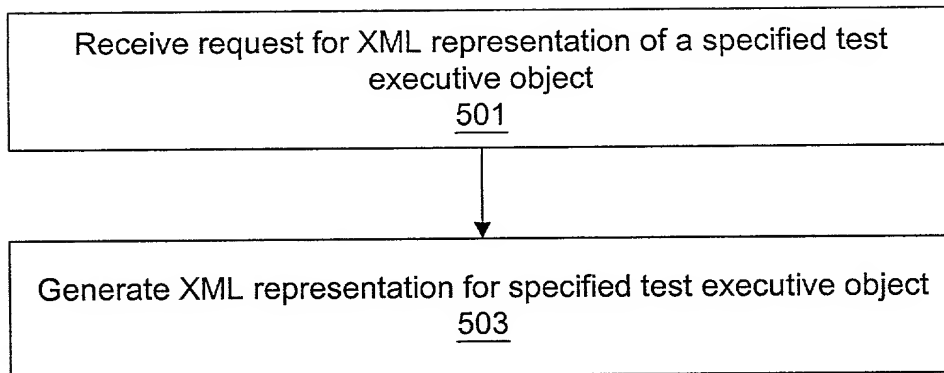 Receive request for XML representation of a specified test
executive object
501
Generate XML representation for specified test executive object
503